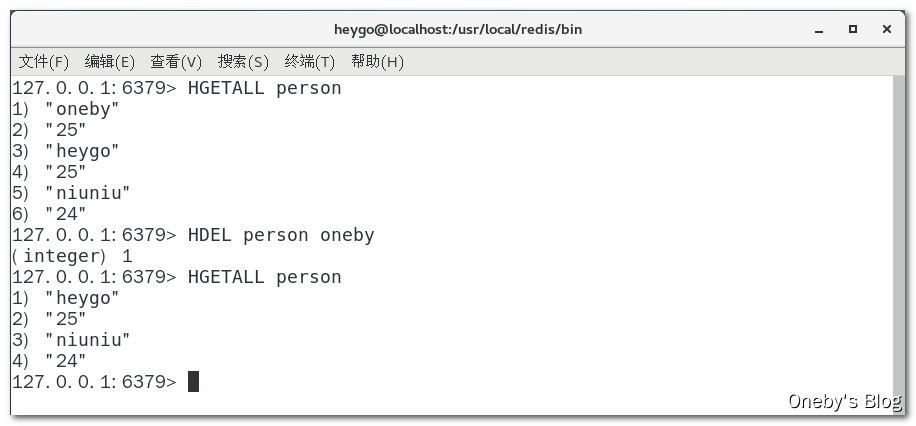 heygo@localhost:/usr/local/redis/bin
文件(F) 编辑(E) 查看(V) 搜索(S) 终端(T) 帮助(H)
127.0.0.1:6379> HGETALL person
1) "oneby"
2) "25"
3) "heygo"
4) "25"
5) "niuniu"
6) "24"
127.0.0.1:6379> HDEL person oneby
(integer) 1
127.0.0.1:6379> HGETALL person
1) "heygo"
2) "25"
3) "niuniu"
4) "24"
127.0.0.1:6379>
Oneby's Blog